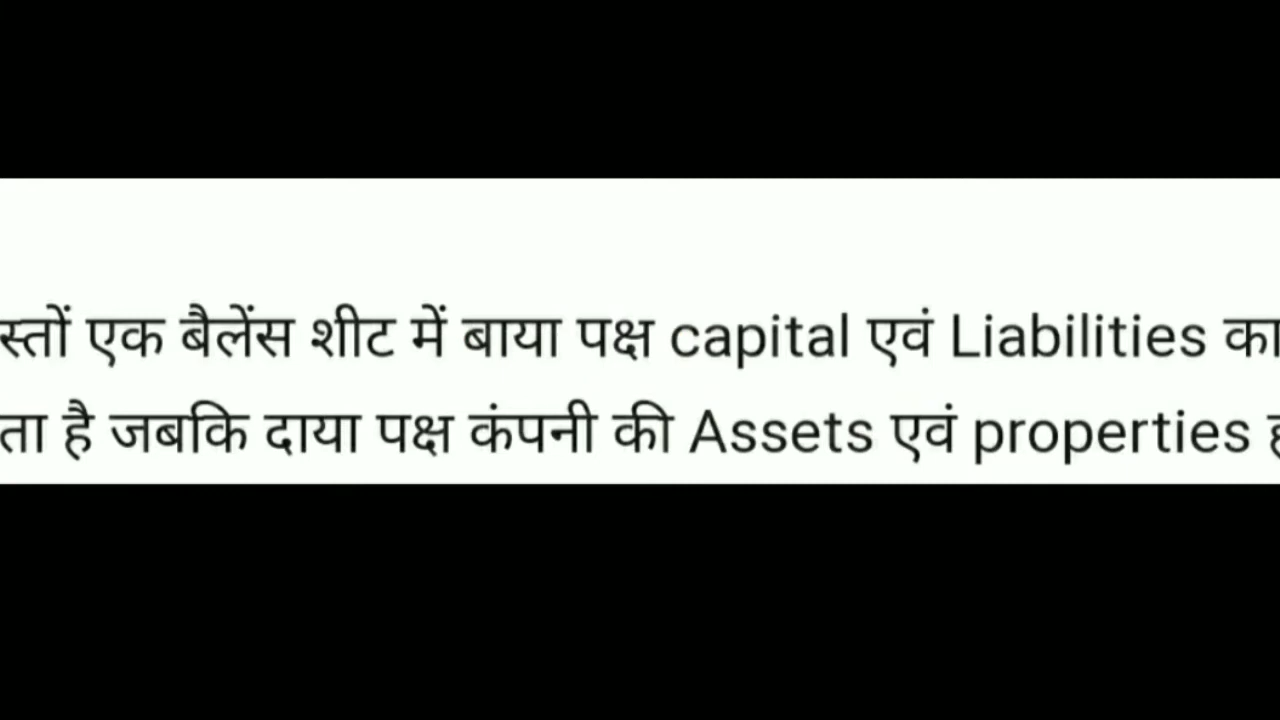 स्तों एक बैलेंस शीट में बाया पक्ष capital एवं Liabilities का
ता है जबकि दाया पक्ष कंपनी की Assets एवं properties